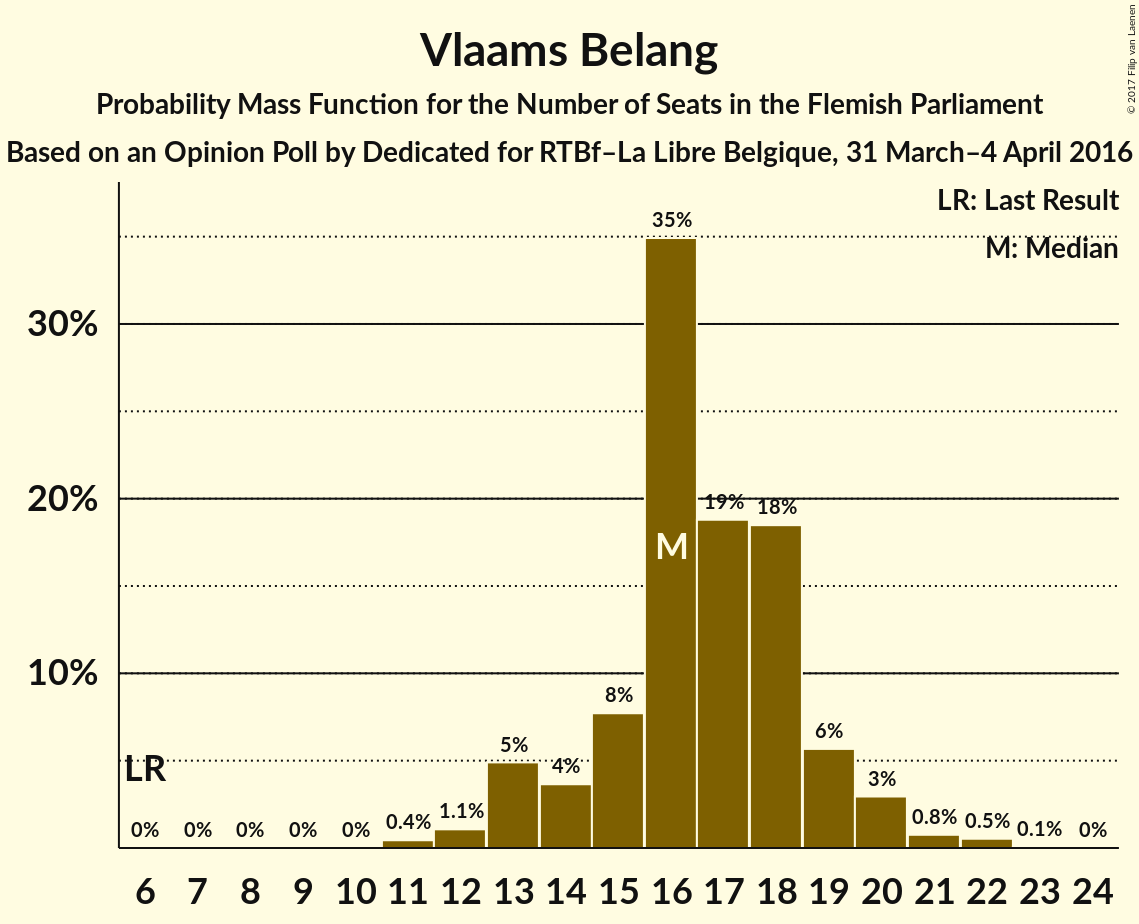 Vlaams Belang
Probability Mass Function for the Number of Seats in the Flemish Parliament
Based on an Opinion Poll by Dedicated for RTBf–La Libre Belgique, 31 March–4 April 2016
© 2017 Filip van Laenen
LR: Last Result
M: Median
30%
20%
10%
LR
0%
0%
0%
0%
0%
0.4%
1.1%
5%
4%
8%
35%
M
19%
18%
6%
3%
0.8%
0.5%
0.1%
0%
6 7 8 9 10 11 12 13 14 15 16 17 18 19 20 21 22 23 24